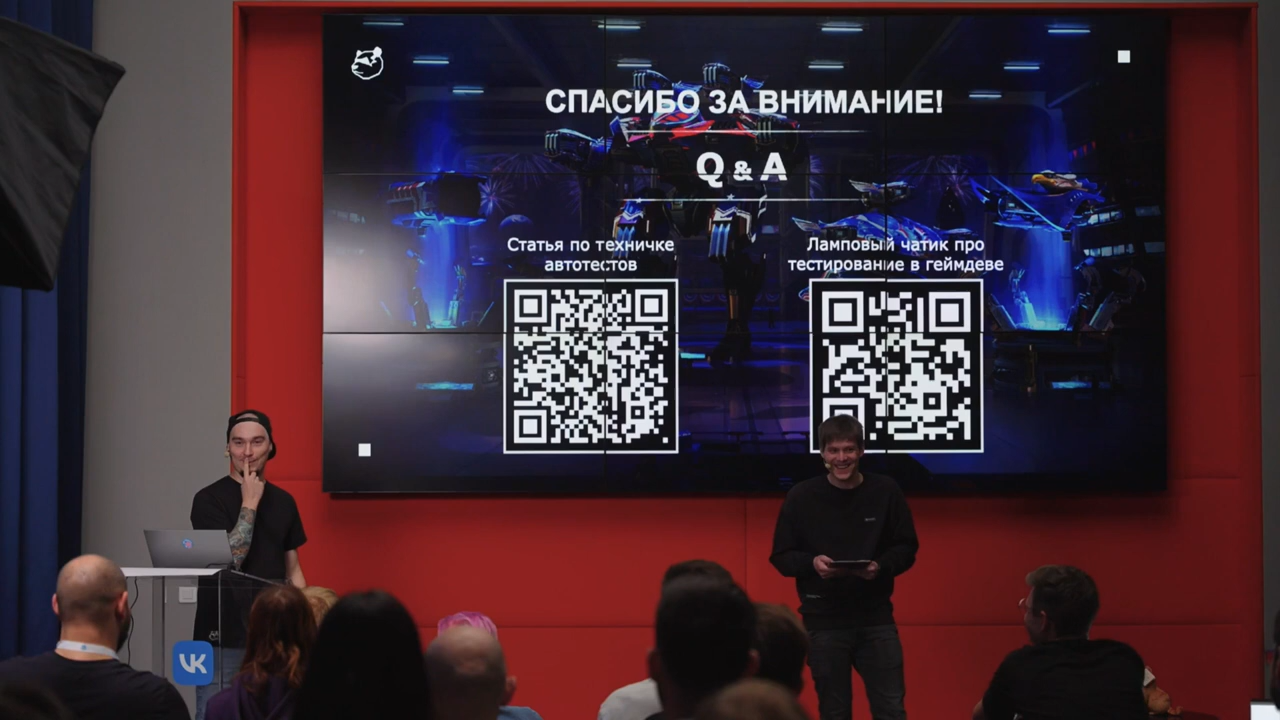 СПАСИБО ЗА ВНИМАНИЕ!
Q & A
Статья по техничке
автотестов
Ламповый чатик про
тестирование в геймдеве
VK